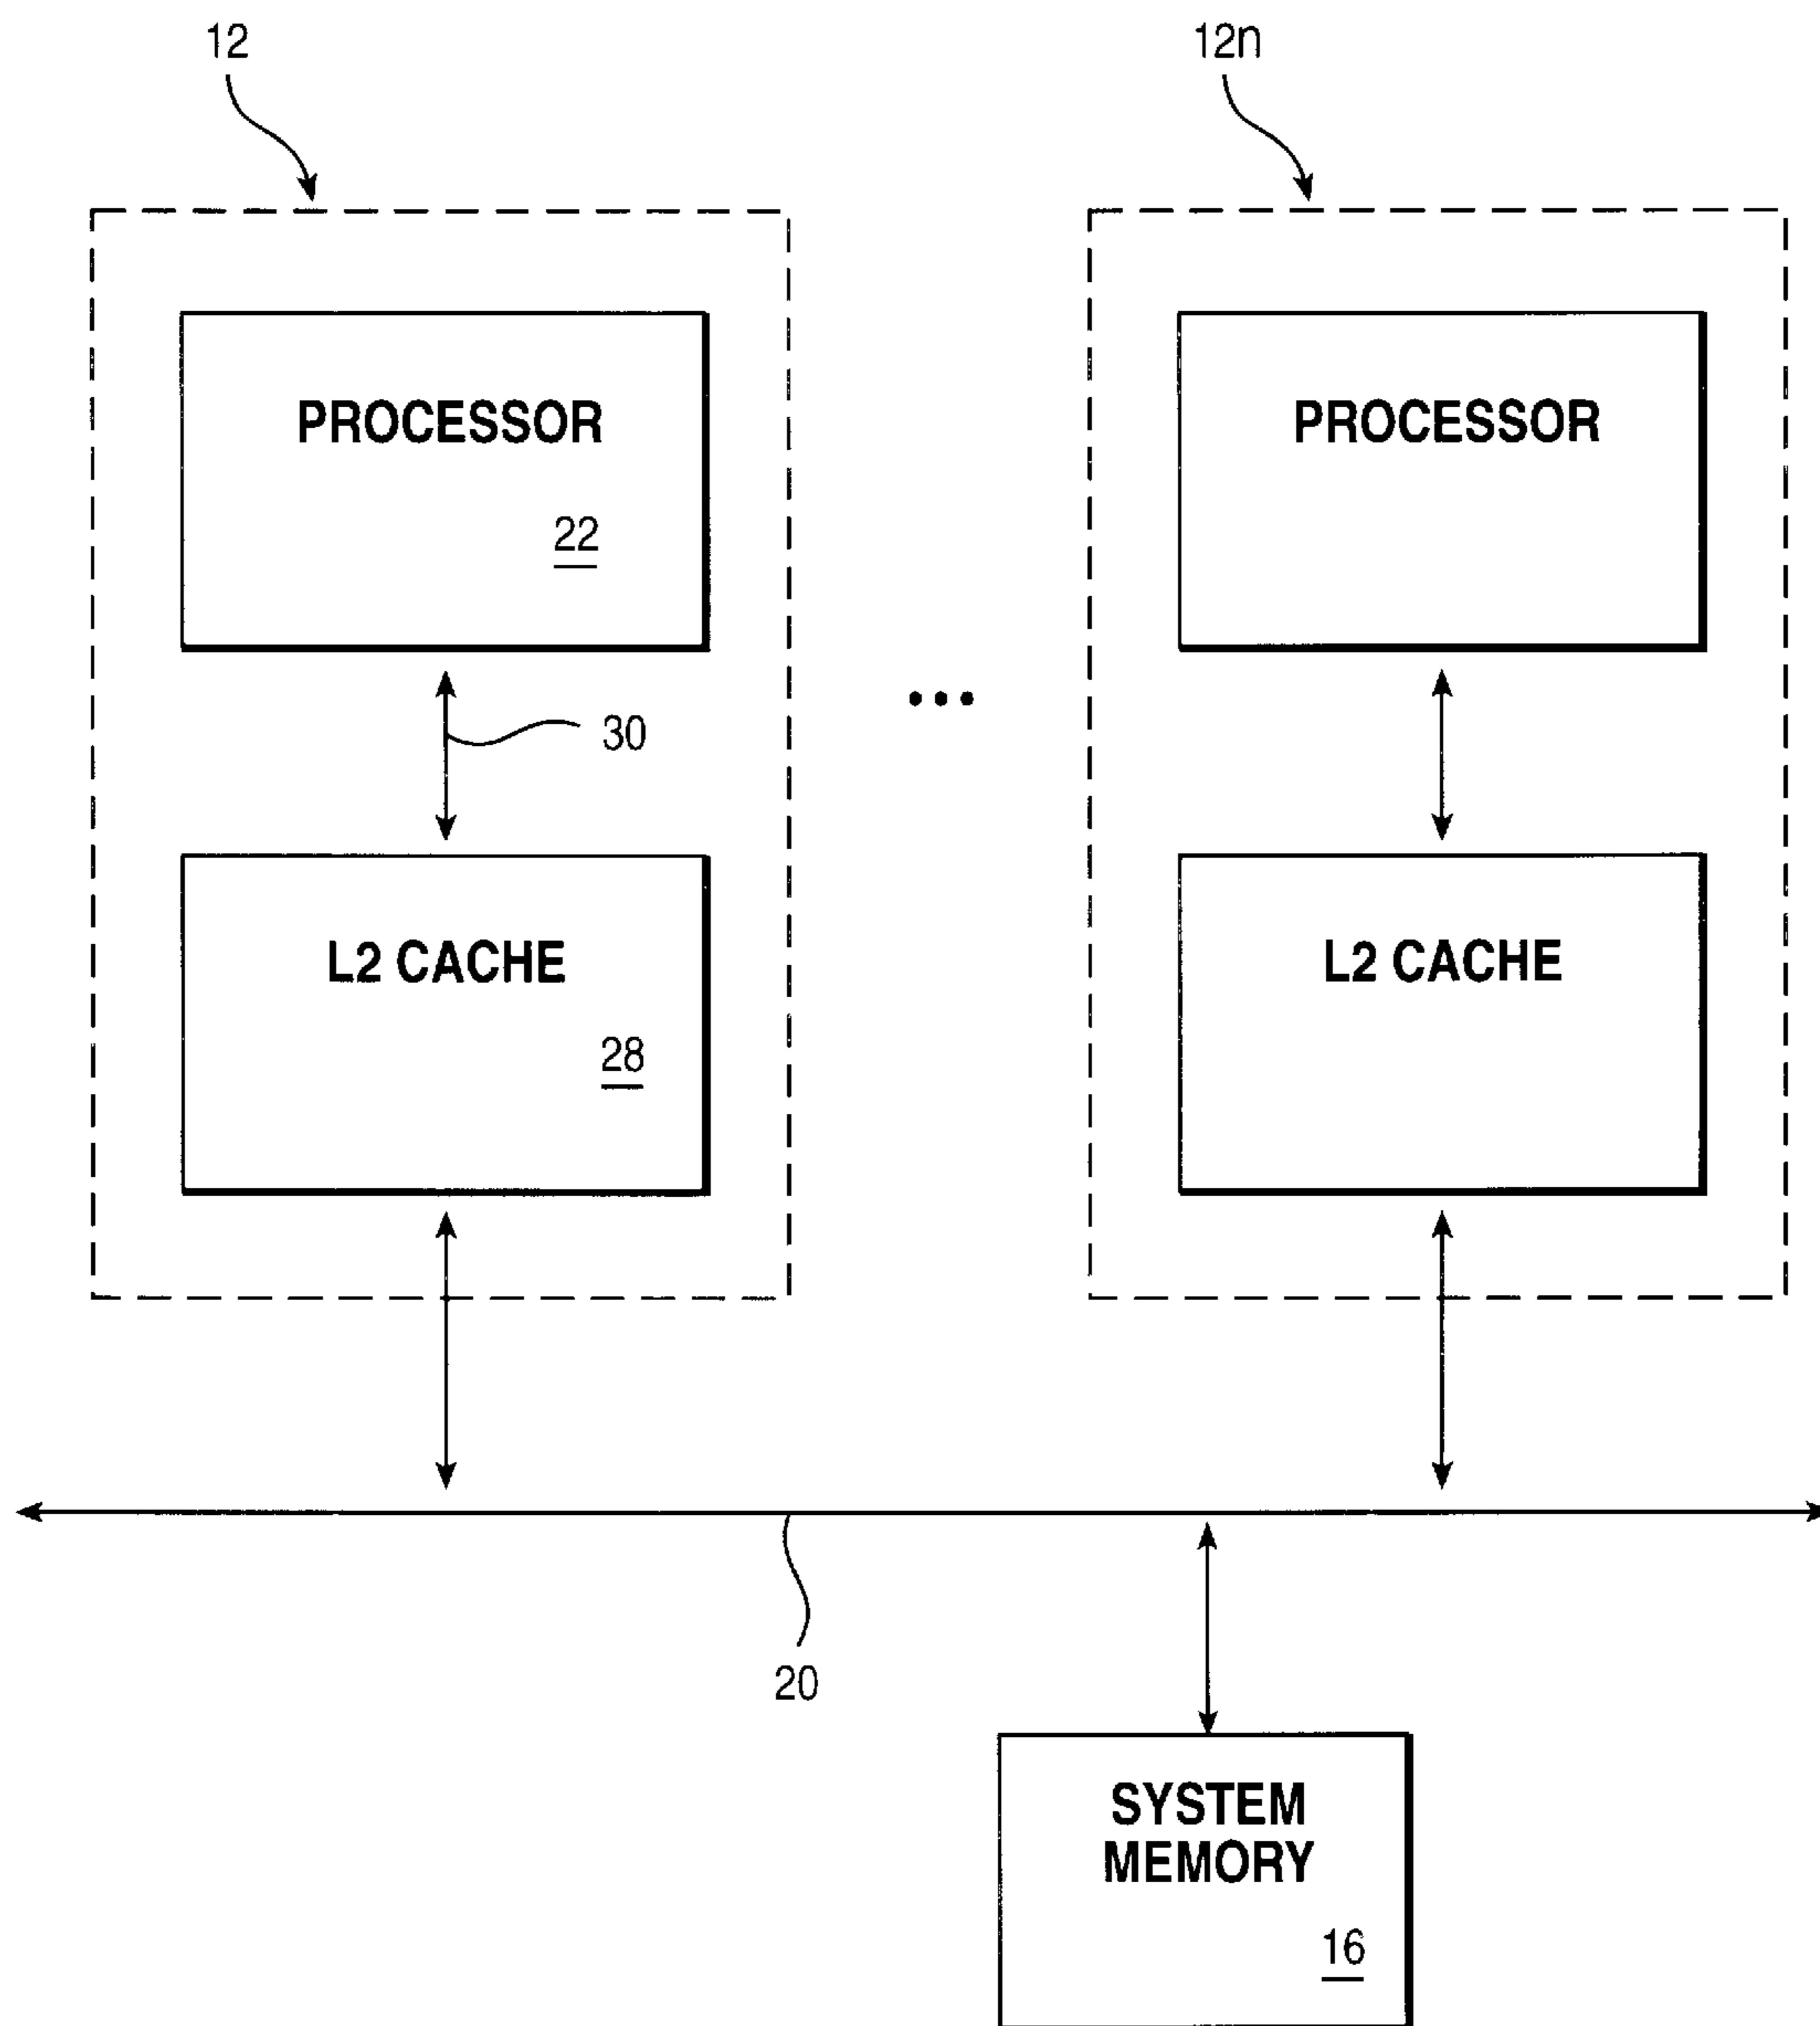 12
12n
PROCESSOR
22
PROCESSOR
30
L2 CACHE
28
L2 CACHE
20
SYSTEM
MEMORY
16